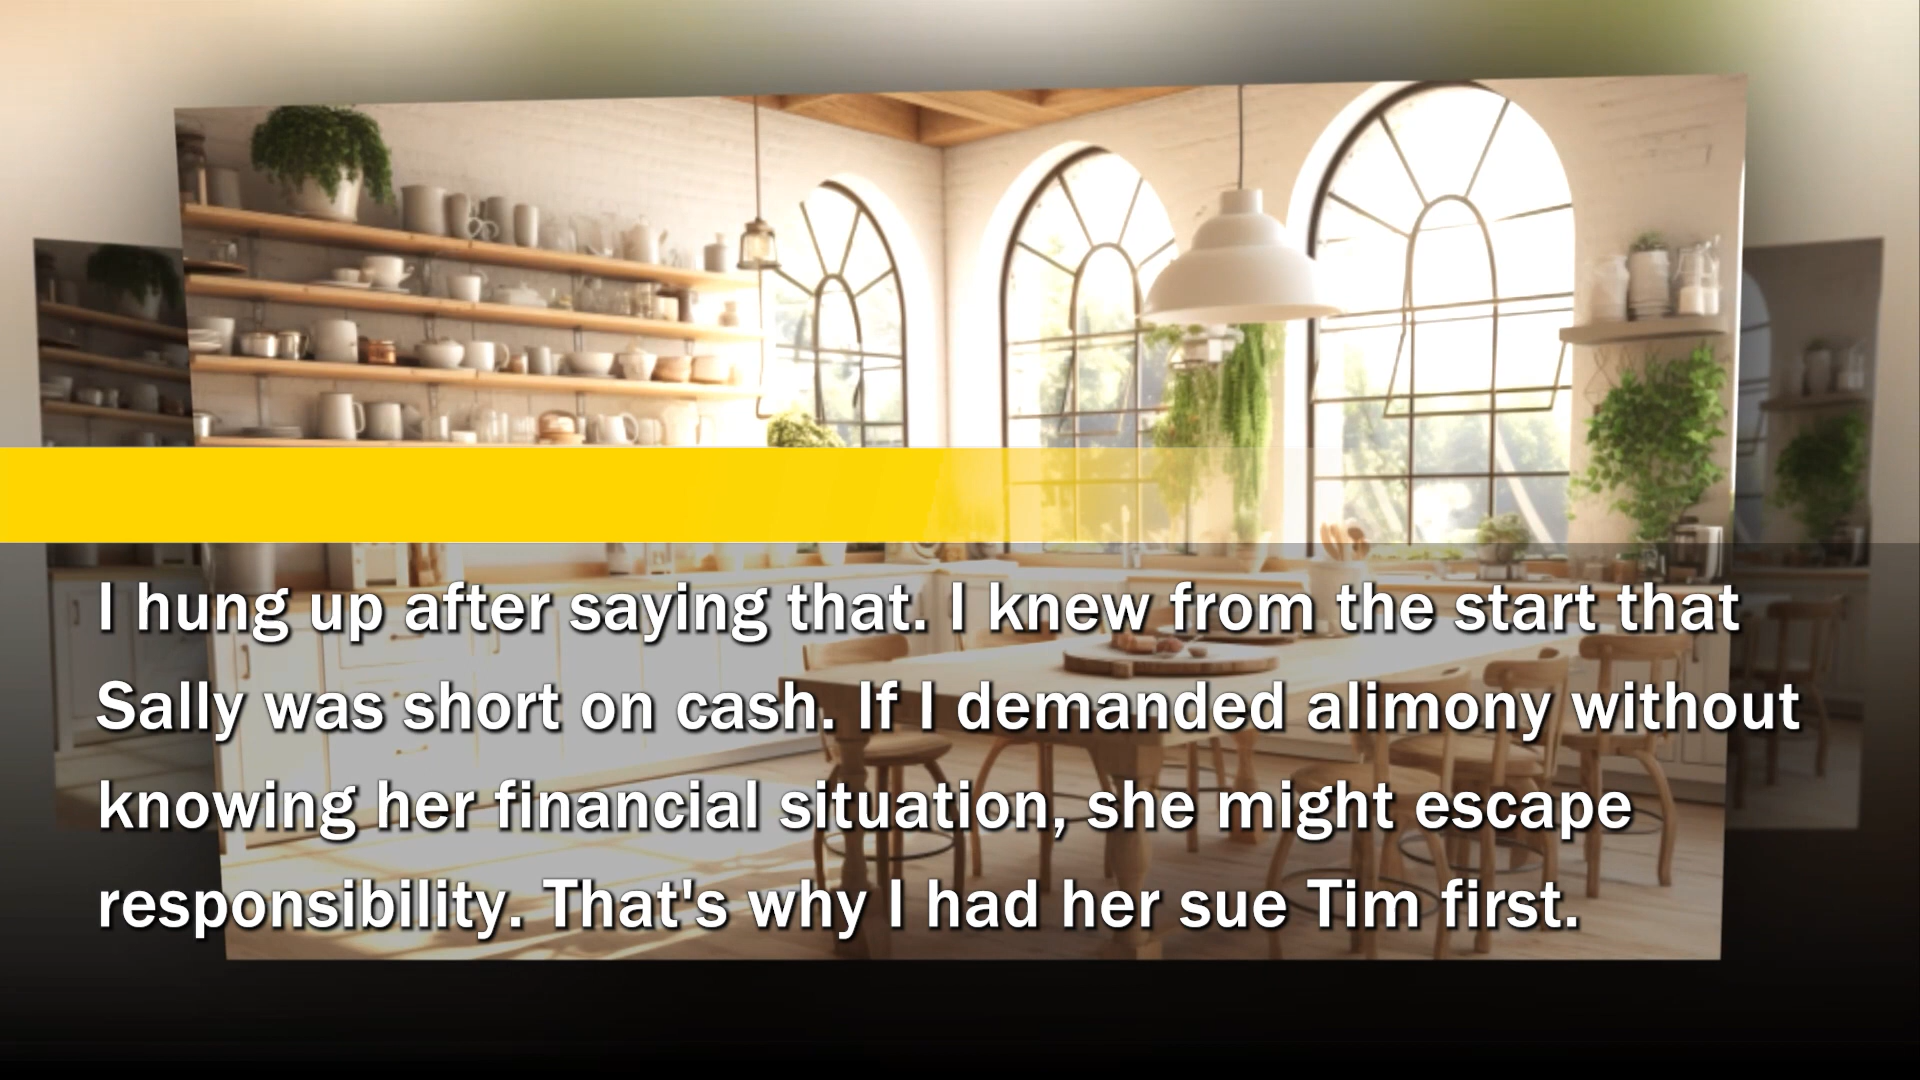 I hung up after saying that. I knew from the start that
Sally was short on cash. If I demanded alimony without
knowing her financial situation, she might escape
responsibility. That's why I had her sue Tim first.